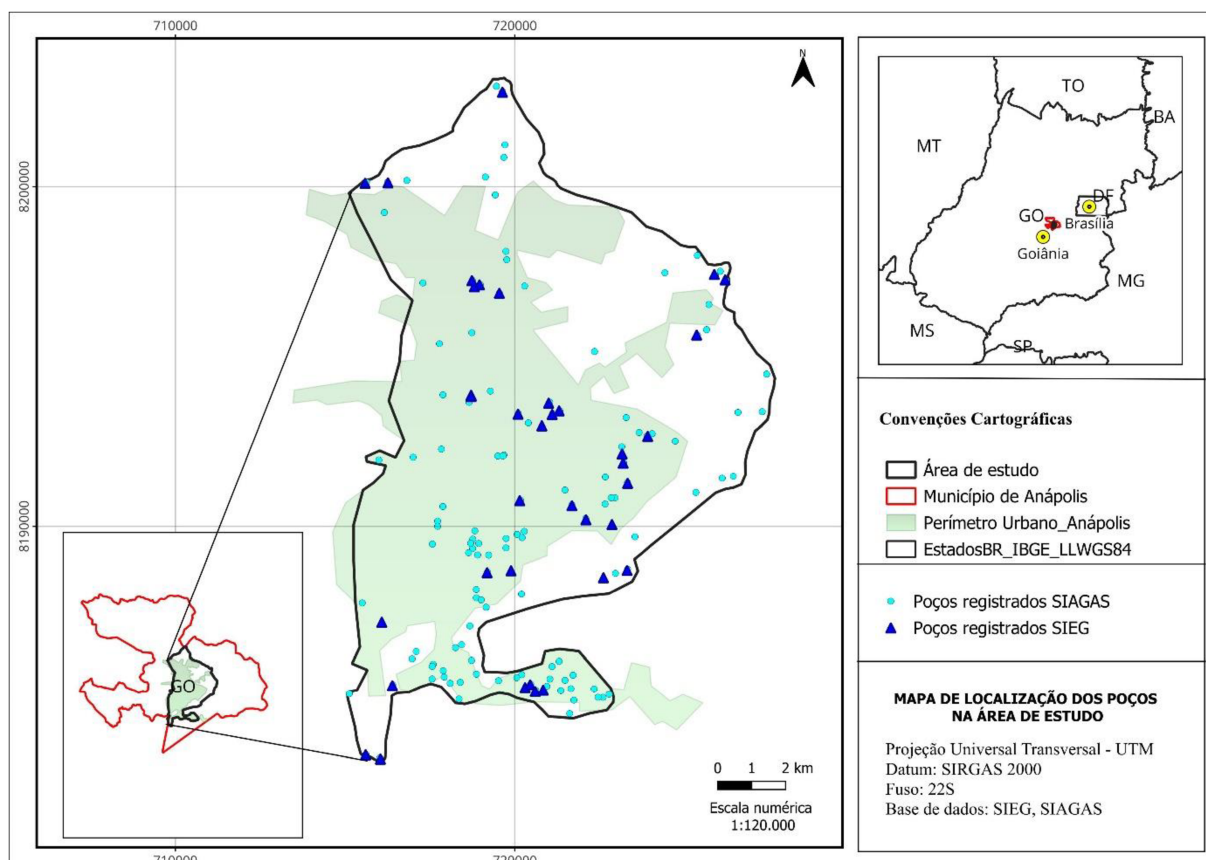 710000
720000
N
8200000
8190000
GO
0 1 2 km
Escala numérica
1:120.000
710000
720000
TO
BA
MT
DF
GO
Brasília
Goiânia
MG
MS
SP
Convenções Cartográficas
Área de estudo
Município de Anápolis
Perímetro Urbano_Anápolis
EstadosBR_IBGE_LLWGS84
Poços registrados SIAGAS
Poços registrados SIEG
MAPA DE LOCALIZAÇÃO DOS POÇOS
NA ÁREA DE ESTUDO
Projeção Universal Transversal - UTM
Datum: SIRGAS 2000
Fuso: 22S
Base de dados: SIEG, SIAGAS